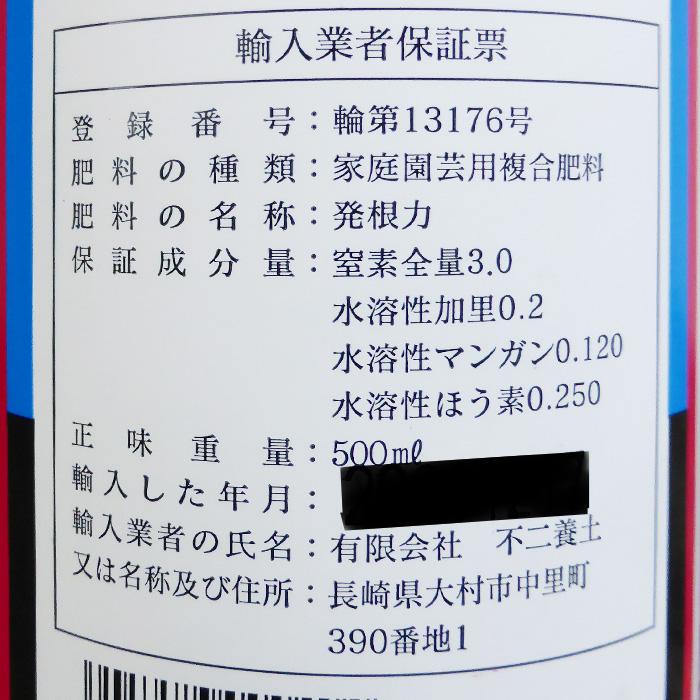 輸入業者保証票
登録番号：輸第13176号
肥料の種類：家庭園芸用複合肥料
肥料の名称：発根力
保証成分量：窒素全量3.0
水溶性加里0.2
水溶性マンガン0.120
水溶性ほう素0.250
正味重量：500㎖
輸入した年月：
輸入業者の氏名：有限会社 不二養土
又は名称及び住所：長崎県大村市中里町
390番地1